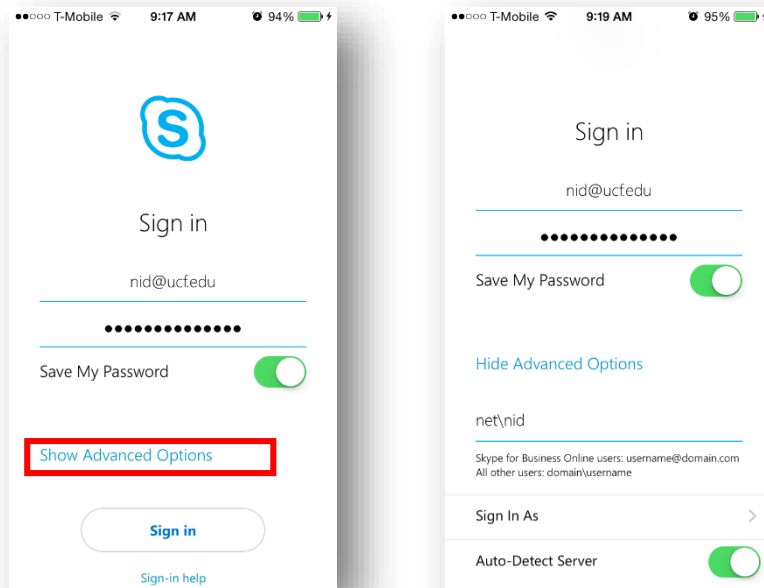 T-Mobile 9:17 AM 94%
S
Sign in
nid@ucf.edu
●●●●●●●●●●●●●●
Save My Password
Show Advanced Options
Sign in
Sign-in help
T-Mobile 9:19 AM 95%
Sign in
nid@ucf.edu
●●●●●●●●●●●●●●
Save My Password
Hide Advanced Options
net\nid
Skype for Business Online users: username@domain.com
All other users: domain\username
Sign In As
Auto-Detect Server